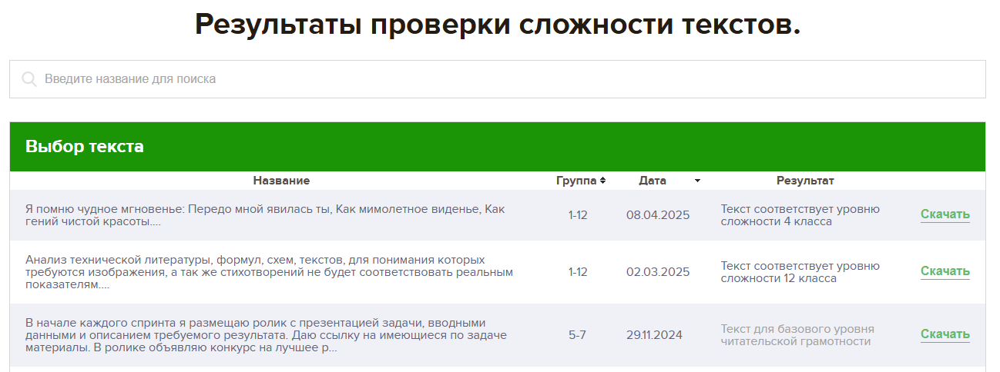 Результаты проверки сложности текстов.
Введите название для поиска
Выбор текста
Название Группа Дата Результат
Я помню чудное мгновенье: Передо мной явилась ты, Как мимолетное виденье, Как
гений чистой красоты....
1-12
08.04.2025
Текст соответствует уровню
сложности 4 класса
Скачать
Анализ технической литературы, формул, схем, текстов, для понимания которых
требуются изображения, а так же стихотворений не будет соответствовать реальным
показателям....
1-12
02.03.2025
Текст соответствует уровню
сложности 12 класса
Скачать
В начале каждого спринта я размещаю ролик с презентацией задачи, вводными
данными и описанием требуемого результата. Даю ссылку на имеющиеся по задаче
материалы. В ролике объявляю конкурс на лучшее р...
5-7
29.11.2024
Текст для базового уровня
читательской грамотности
Скачать